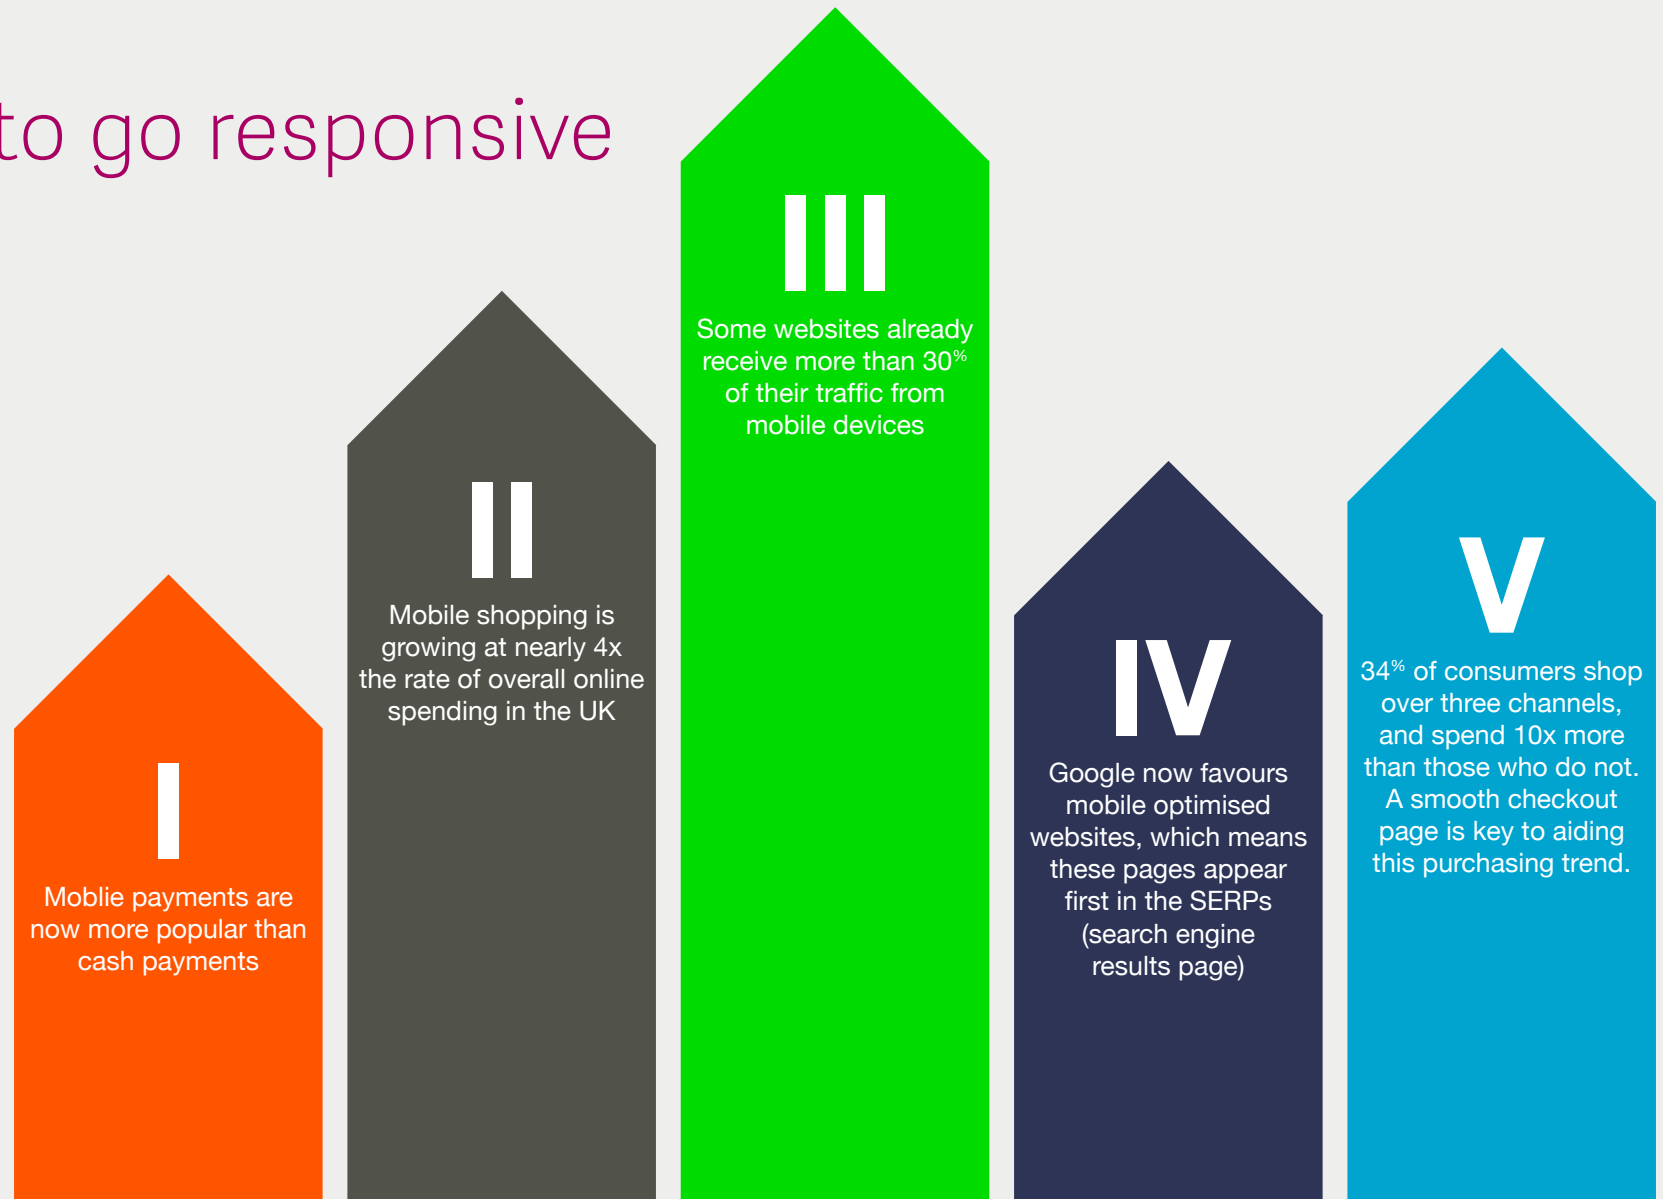 to go responsive
I
Moblie payments are
now more popular than
cash payments
II
Mobile shopping is
growing at nearly 4x
the rate of overall online
spending in the UK
III
Some websites already
receive more than 30%
of their traffic from
mobile devices
IV
Google now favours
mobile optimised
websites, which means
these pages appear
first in the SERPs
(search engine
results page)
V
34% of consumers shop
over three channels,
and spend 10x more
than those who do not.
A smooth checkout
page is key to aiding
this purchasing trend.